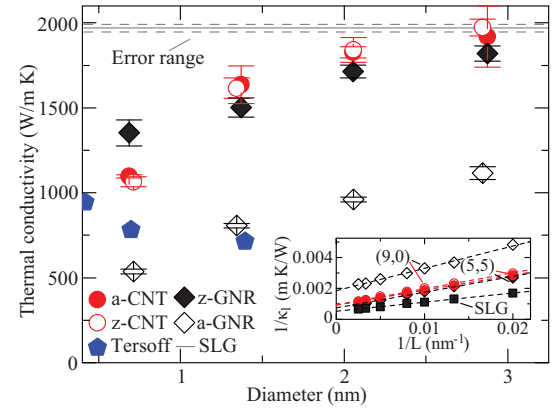 2000
Error range
1500
1000
500
0
Thermal conductivity (W/m K)
a-CNT
z-GNR
z-CNT
a-GNR
Tersoff
SLG
1
2
3
Diameter (nm)
0.004
0.002
0
1/κl (m K/W)
(9,0)
(5,5)
SLG
0
0.01
0.02
1/L (nm⁻¹)